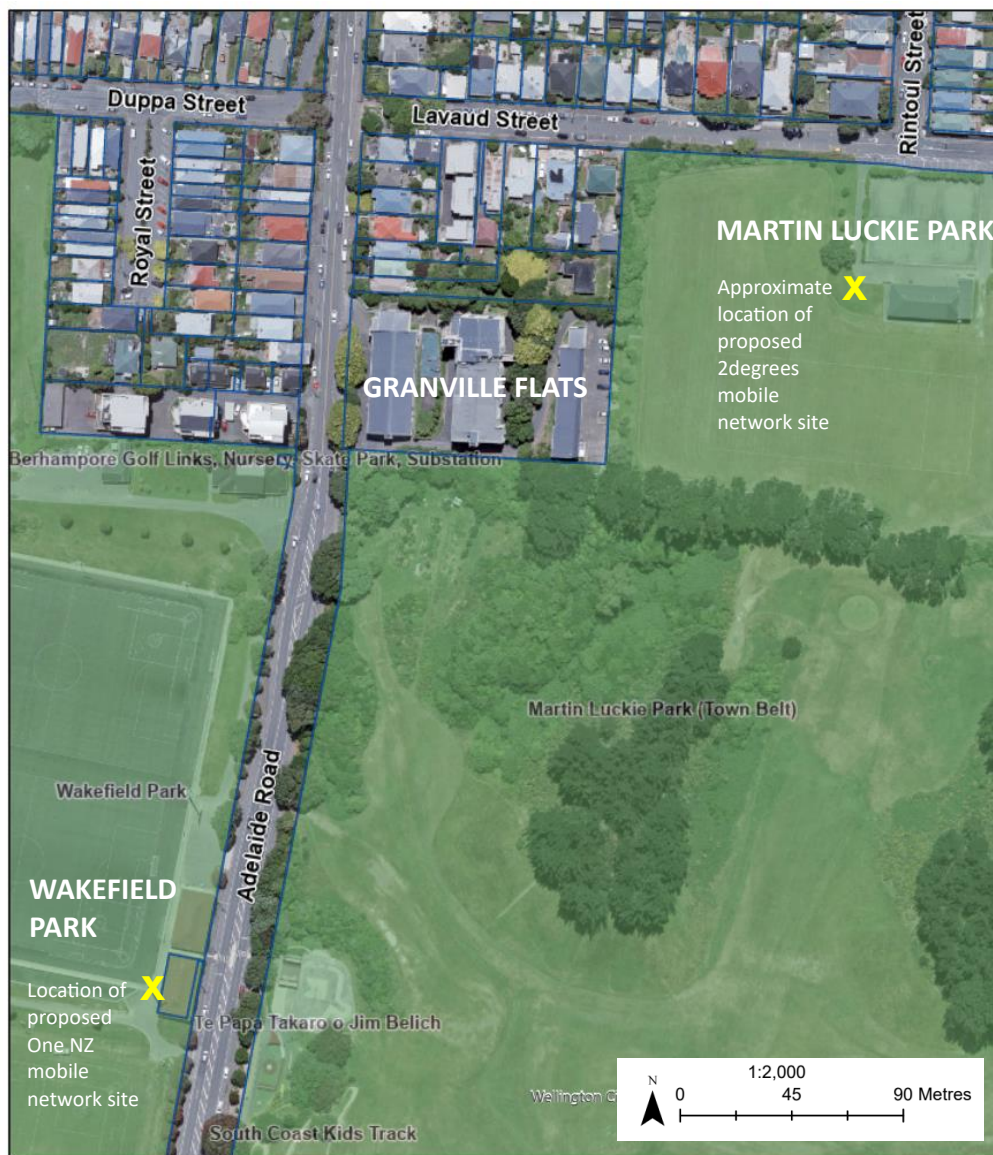 Duppa Street
Lavaud Street
Rintoul Street
Royal Street
MARTIN LUCKIE PARK
Approximate
location of
proposed
2degrees
mobile
network site
X
GRANVILLE FLATS
Berhampore Golf Links, Nursery, Skate Park, Substation
Martin Luckie Park (Town Belt)
Wakefield Park
Adelaide Road
WAKEFIELD
PARK
X
Location of
proposed
One NZ
mobile
network site
Te Papa Takaro o Jim Belich
South Coast Kids Track
Wellington
N
1:2,000
0 45 90 Metres